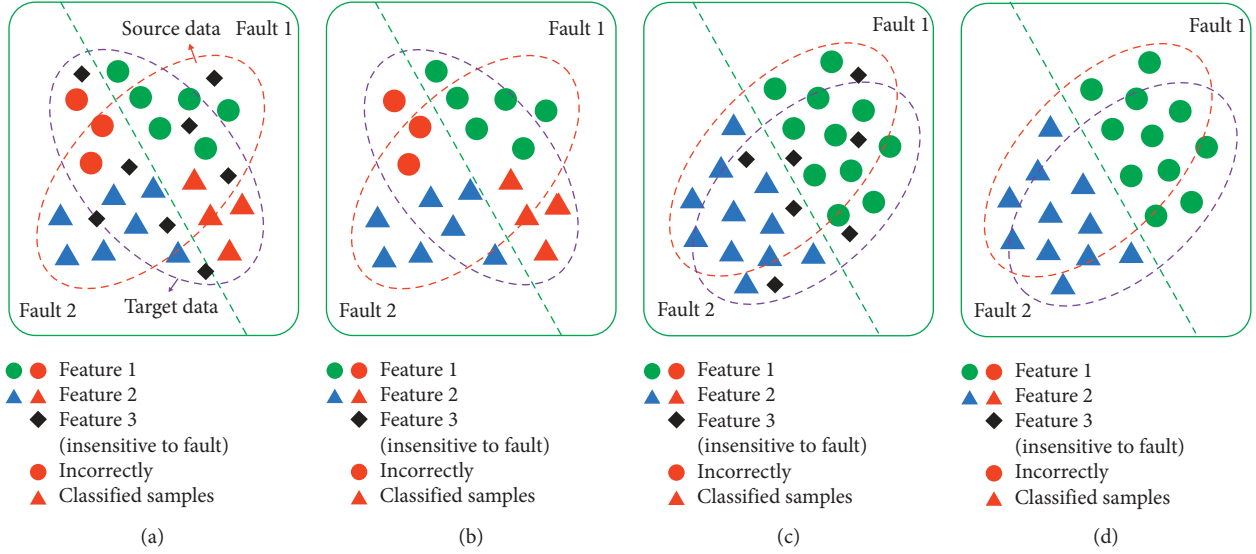 Source data
Fault 1
Fault 2
Target data
Feature 1
Feature 2
Feature 3
(insensitive to fault)
Incorrectly
Classified samples
(a)
Fault 1
Fault 2
Feature 1
Feature 2
Feature 3
(insensitive to fault)
Incorrectly
Classified samples
(b)
Fault 1
Fault 2
Feature 1
Feature 2
Feature 3
(insensitive to fault)
Incorrectly
Classified samples
(c)
Fault 1
Fault 2
Feature 1
Feature 2
Feature 3
(insensitive to fault)
Incorrectly
Classified samples
(d)